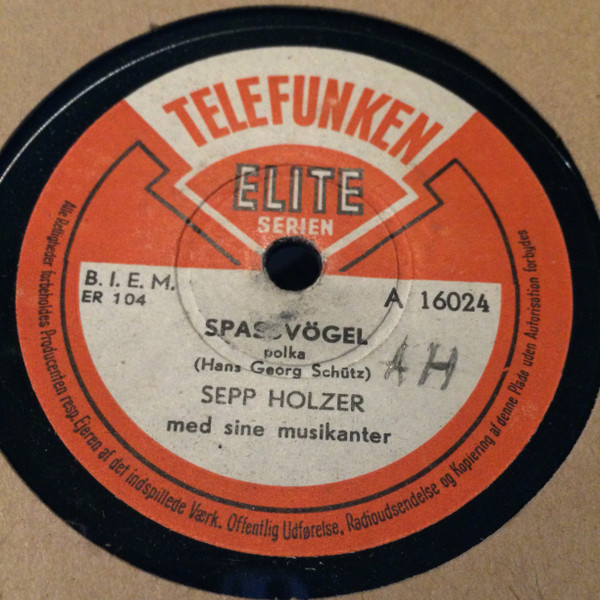 TELEFUNKEN
ELITE
SERIEN
B. I. E. M.
ER 104
A 16024
SPASSVÖGEL
polka
(Hans Georg Schütz)
AH
SEPP HOLZER
med sine musikanter
Alle Rettigheder forbeholdes Producenten resp. Ejeren af det indspillede Værk. Offentlig Udførelse, Radioudsendelse og Kopiering af denne Plade uden Autorisation forbydes